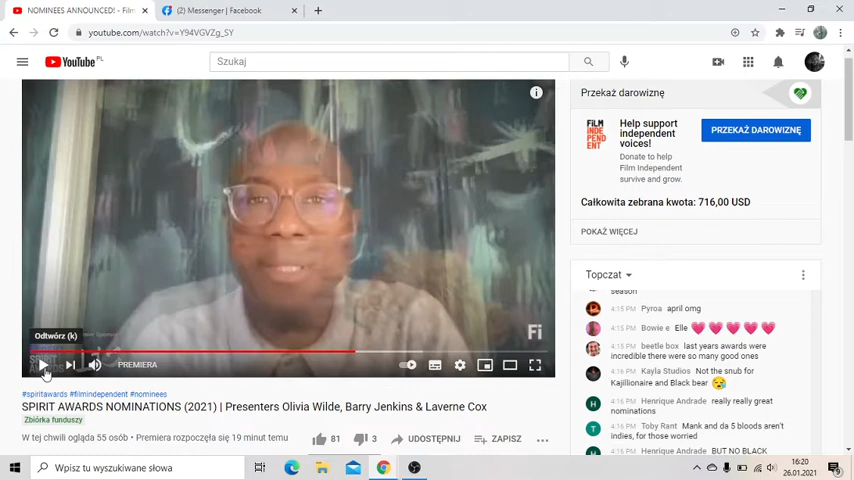 NOMINEES ANNOUNCED! -
(2) Messenger | Facebook
youtube.com/watch?v=Y94VGVZg_SY
YouTube PL
Szukaj
Przekaż darowiznę
FiLM
INDE
PEND
ENT
Help support
independent
voices!
Donate to help
Film Independent
survive and grow.
PRZEKAŻ DAROWIZNĘ
Całkowita zebrana kwota: 716,00 USD
POKAŻ WIĘCEJ
Topczat
season
4:15 PM Pyroa april omg
4:15 PM Bowie e Elle
4:15 PM beetle box last years awards were
incredible there were so many good ones
4:16 PM Kayla Studios Not the snub for
Kajillionaire and Black bear
4:16 PM Henrique Andrade really really great
nominations
4:16 PM Toby Rant Mank and da 5 bloods aren't
indies, for those worried
4:16 PM Henrique Andrade BUT NO BLACK
Fi
Odtwórz (k)
SPIRIT
PREMIERA
#spiritawards #filmindependent #nominees
SPIRIT AWARDS NOMINATIONS (2021) | Presenters Olivia Wilde, Barry Jenkins & Laverne Cox
Zbiórka funduszy
W tej chwili ogląda 55 osób • Premiera rozpoczęła się 19 minut temu
81
3
UDOSTĘPNIJ
ZAPISZ
Wpisz tu wyszukiwane słowa
16:20
26.01.2021
9